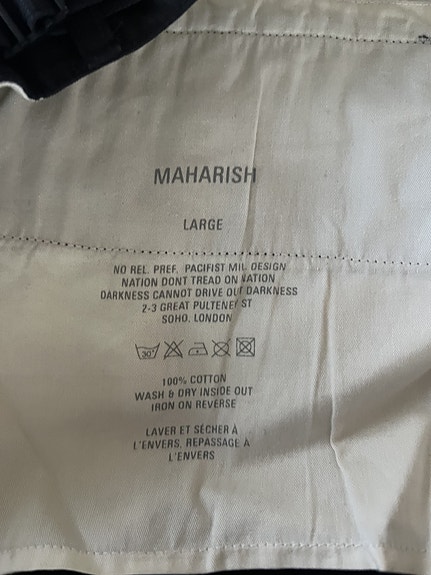 MAHARISH
LARGE
NO REL. PREF. PACIFIST MIL DESIGN
NATION DONT TREAD ON NATION
DARKNESS CANNOT DRIVE OUT DARKNESS
2-3 GREAT PULTENEY ST
SOHO. LONDON
30°
100% COTTON
WASH & DRY INSIDE OUT
IRON ON REVERSE
LAVER ET SÉCHER À
L'ENVERS, REPASSAGE À
L'ENVERS